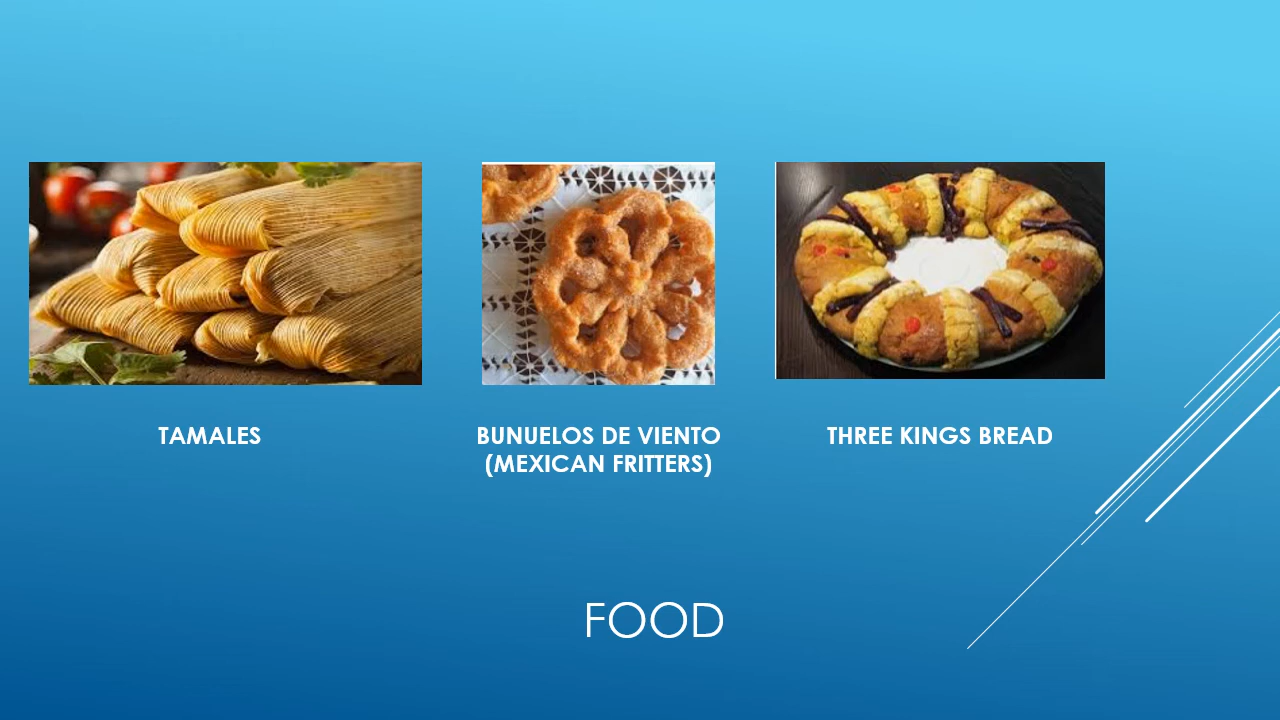 TAMALES
BUNUELOS DE VIENTO
(MEXICAN FRITTERS)
THREE KINGS BREAD
FOOD